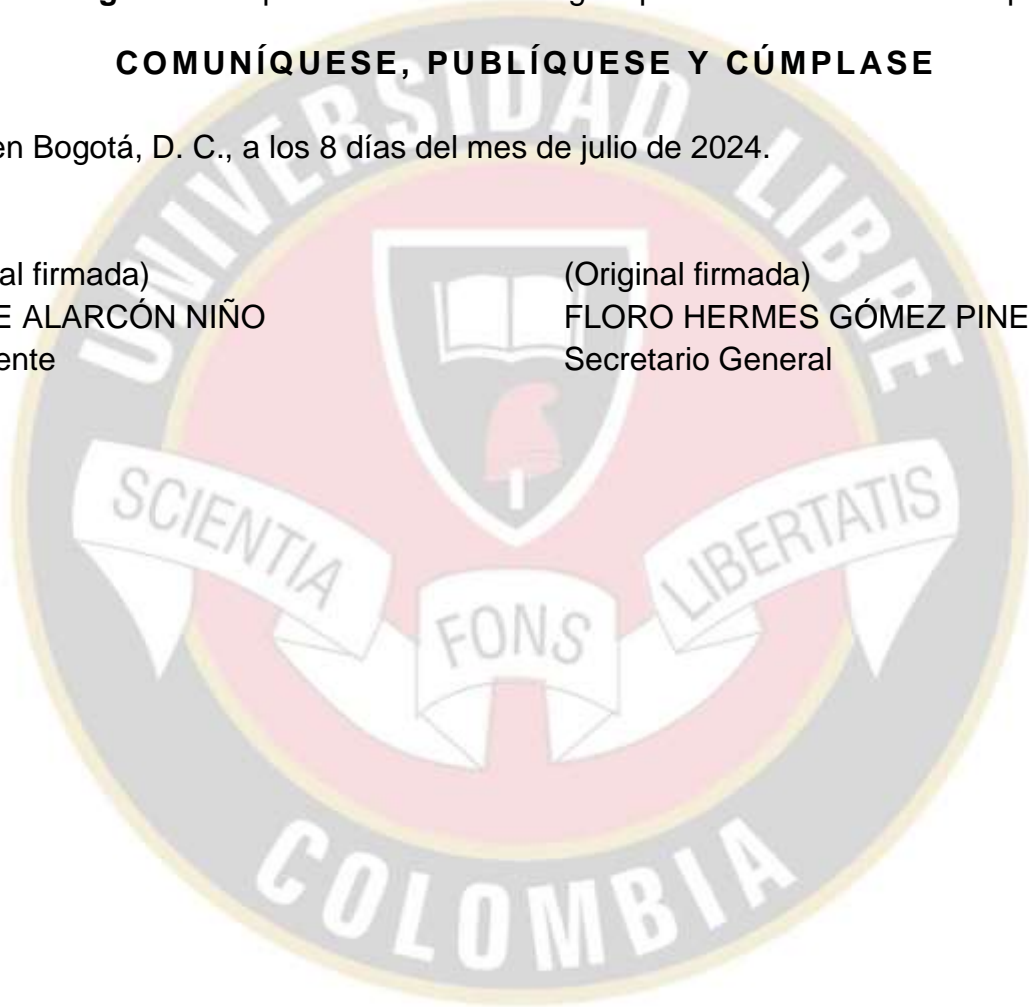 COMUNÍQUESE, PUBLÍQUESE Y CÚMPLASE
en Bogotá, D. C., a los 8 días del mes de julio de 2024.
al firmada) (Original firmada)
E ALARCÓN NIÑO FLORO HERMES GÓMEZ PINE
ente Secretario General
UNIVERSIDAD LIBRE
SCIENTIA FONS LIBERTATIS
COLOMBIA